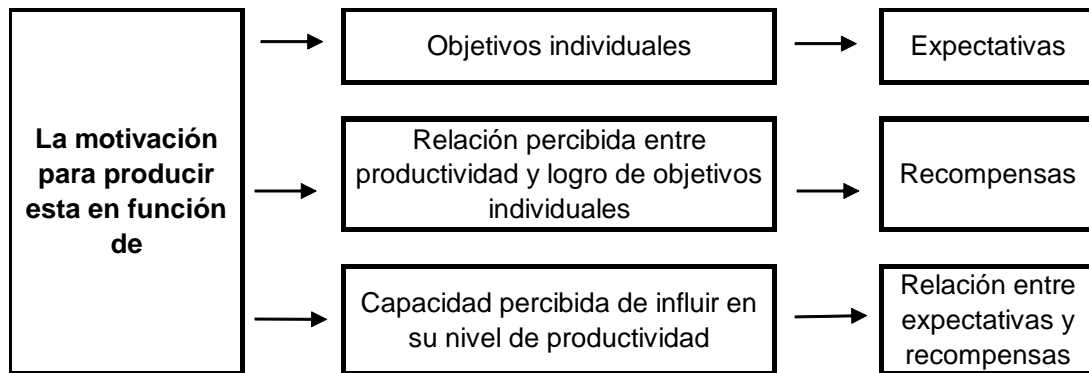 La motivación
para producir
esta en función
de
Objetivos individuales
Expectativas
Relación percibida entre
productividad y logro de objetivos
individuales
Recompensas
Capacidad percibida de influir en
su nivel de productividad
Relación entre
expectativas y
recompensas